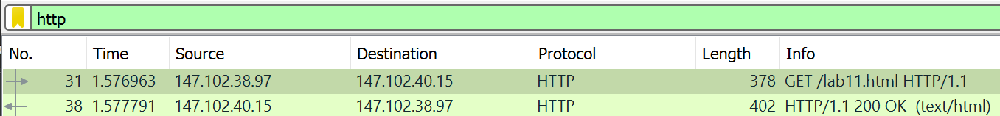 http
No. Time Source Destination Protocol Length Info
31 1.576963 147.102.38.97 147.102.40.15 HTTP 378 GET /lab11.html HTTP/1.1
38 1.577791 147.102.40.15 147.102.38.97 HTTP 402 HTTP/1.1 200 OK (text/html)